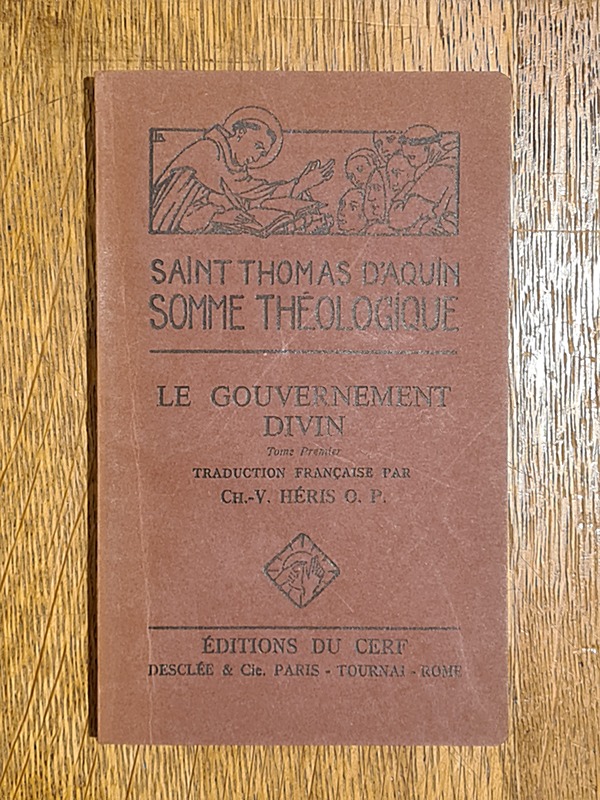 SAINT THOMAS D'AQUIN
SOMME THÉOLOGIQUE
LE GOUVERNEMENT
DIVIN
Tome Premier
TRADUCTION FRANÇAISE PAR
CH.-V. HÉRIS O. P.
ÉDITIONS DU CERF
DESCLÉE & Cie. PARIS - TOURNAI - ROME